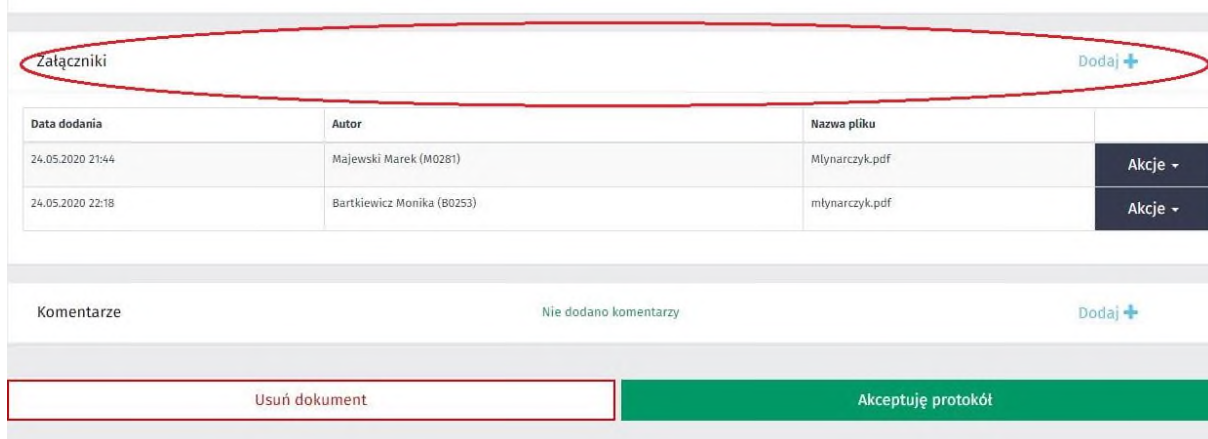 Załączniki Dodaj +
Data dodania Autor Nazwa pliku
24.05.2020 21:44 Majewski Marek (M0281) Mlynarczyk.pdf Akcje
24.05.2020 22:18 Bartkiewicz Monika (B0253) młynarczyk.pdf Akcje
Komentarze Nie dodano komentarzy Dodaj +
Usuń dokument Akceptuję protokół